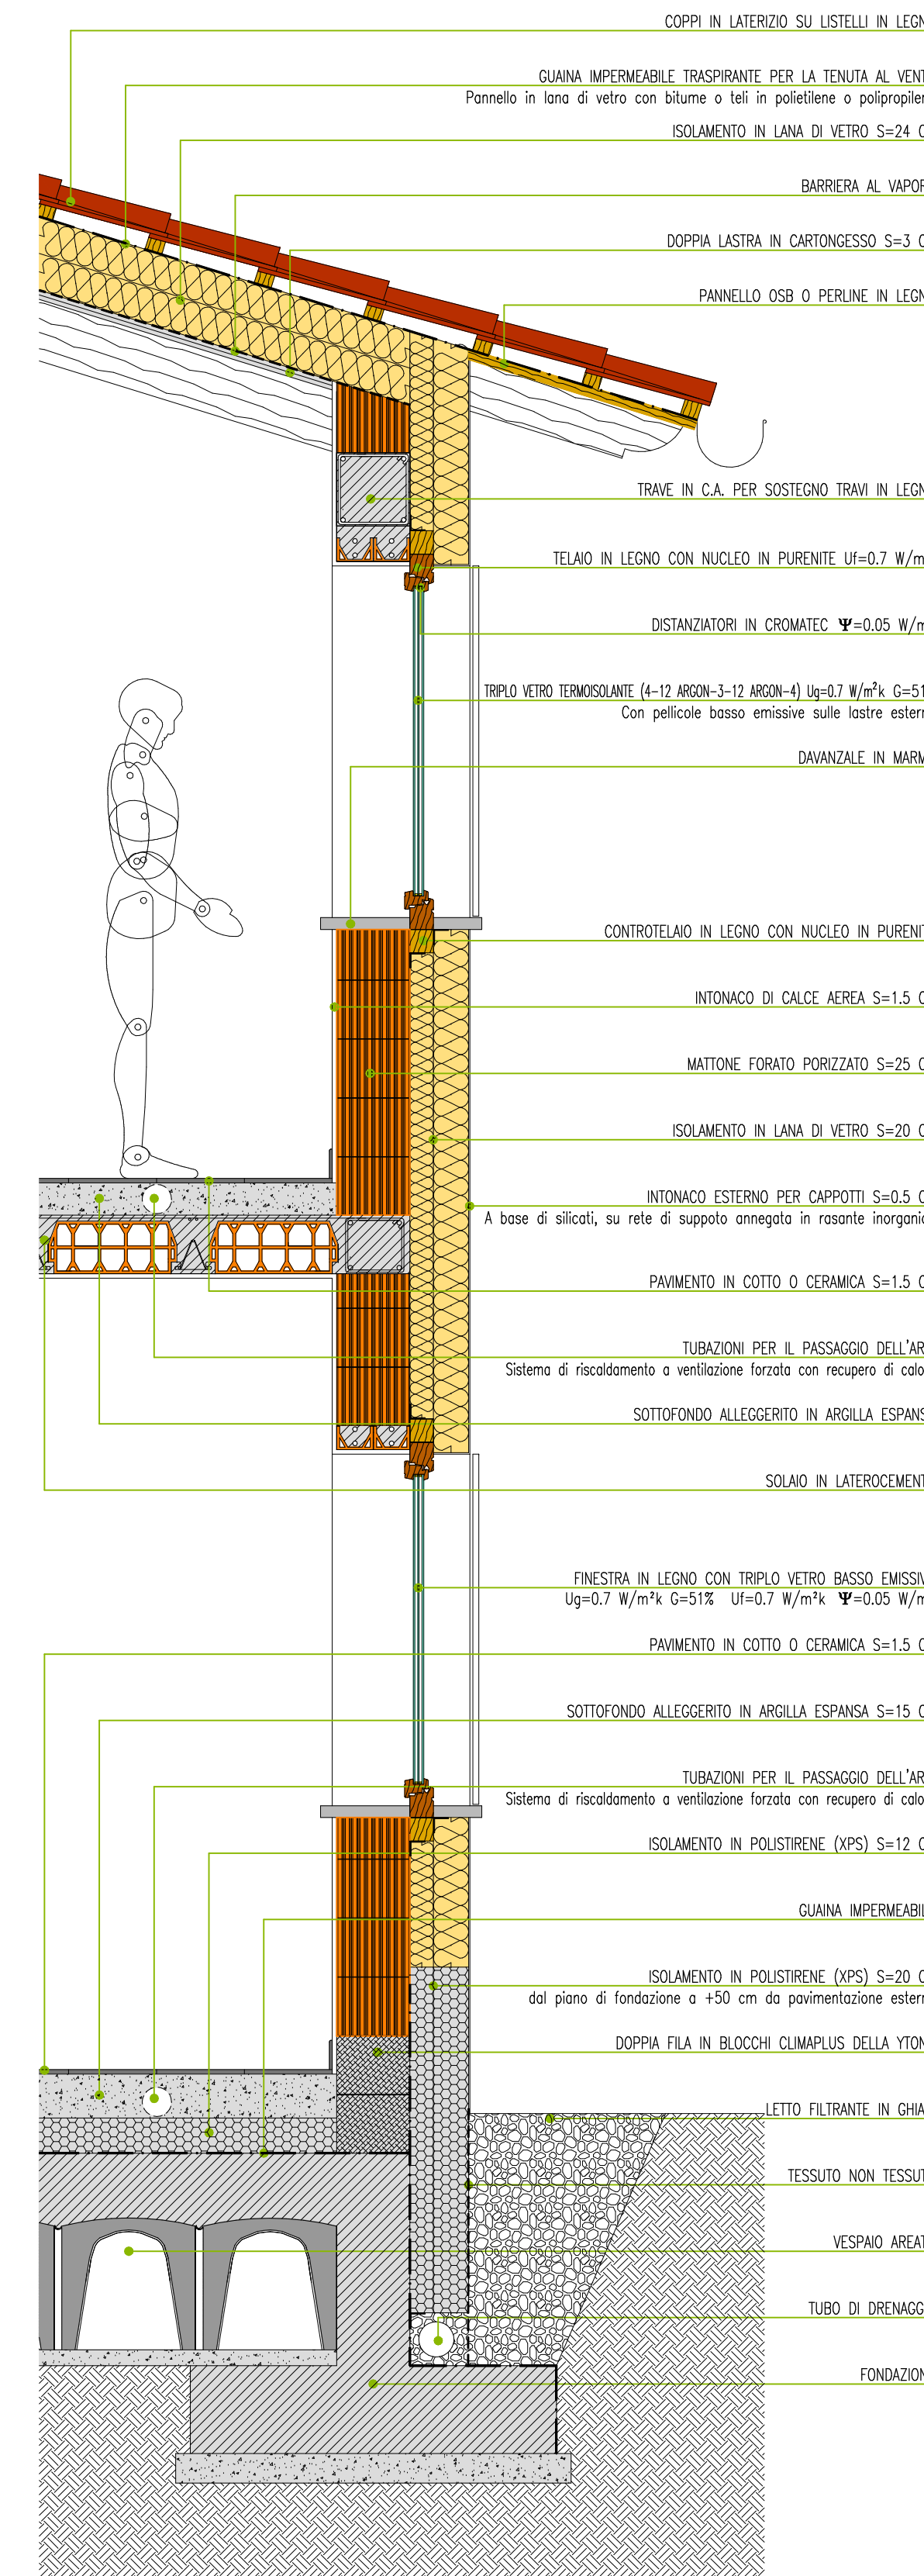 COPPI IN LATERIZIO SU LISTELLI IN LEGN
GUAINA IMPERMEABILE TRASPIRANTE PER LA TENUTA AL VENT
Pannello in lana di vetro con bitume o teli in polietilene o polipropilen
ISOLAMENTO IN LANA DI VETRO S=24 C
BARRIERA AL VAPOR
DOPPIA LASTRA IN CARTONGESSO S=3 C
PANNELLO OSB O PERLINE IN LEGN
TRAVE IN C.A. PER SOSTEGNO TRAVI IN LEGN
TELAIO IN LEGNO CON NUCLEO IN PURENITE Uf=0.7 W/m
DISTANZIATORI IN CROMATEC Ψ=0.05 W/m
TRIPLO VETRO TERMOISOLANTE (4-12 ARGON-3-12 ARGON-4) Ug=0.7 W/m²k G=51
Con pellicole basso emissive sulle lastre estern
DAVANZALE IN MARM
CONTROTELAIO IN LEGNO CON NUCLEO IN PURENIT
INTONACO DI CALCE AEREA S=1.5 C
MATTONE FORATO PORIZZATO S=25 C
ISOLAMENTO IN LANA DI VETRO S=20 C
INTONACO ESTERNO PER CAPPOTTI S=0.5 C
A base di silicati, su rete di suppoto annegata in rasante inorganic
PAVIMENTO IN COTTO O CERAMICA S=1.5 C
TUBAZIONI PER IL PASSAGGIO DELL'AR
Sistema di riscaldamento a ventilazione forzata con recupero di calo
SOTTOFONDO ALLEGGERITO IN ARGILLA ESPANS
SOLAIO IN LATEROCEMENT
FINESTRA IN LEGNO CON TRIPLO VETRO BASSO EMISSIV
Ug=0.7 W/m²k G=51% Uf=0.7 W/m²k Ψ=0.05 W/m
PAVIMENTO IN COTTO O CERAMICA S=1.5 C
SOTTOFONDO ALLEGGERITO IN ARGILLA ESPANSA S=15 C
TUBAZIONI PER IL PASSAGGIO DELL'AR
Sistema di riscaldamento a ventilazione forzata con recupero di calo
ISOLAMENTO IN POLISTIRENE (XPS) S=12 C
GUAINA IMPERMEABIL
ISOLAMENTO IN POLISTIRENE (XPS) S=20 C
dal piano di fondazione a +50 cm da pavimentazione estern
DOPPIA FILA IN BLOCCHI CLIMAPLUS DELLA YTON
LETTO FILTRANTE IN GHIA
TESSUTO NON TESSUT
VESPAIO AREAT
TUBO DI DRENAGG
FONDAZION